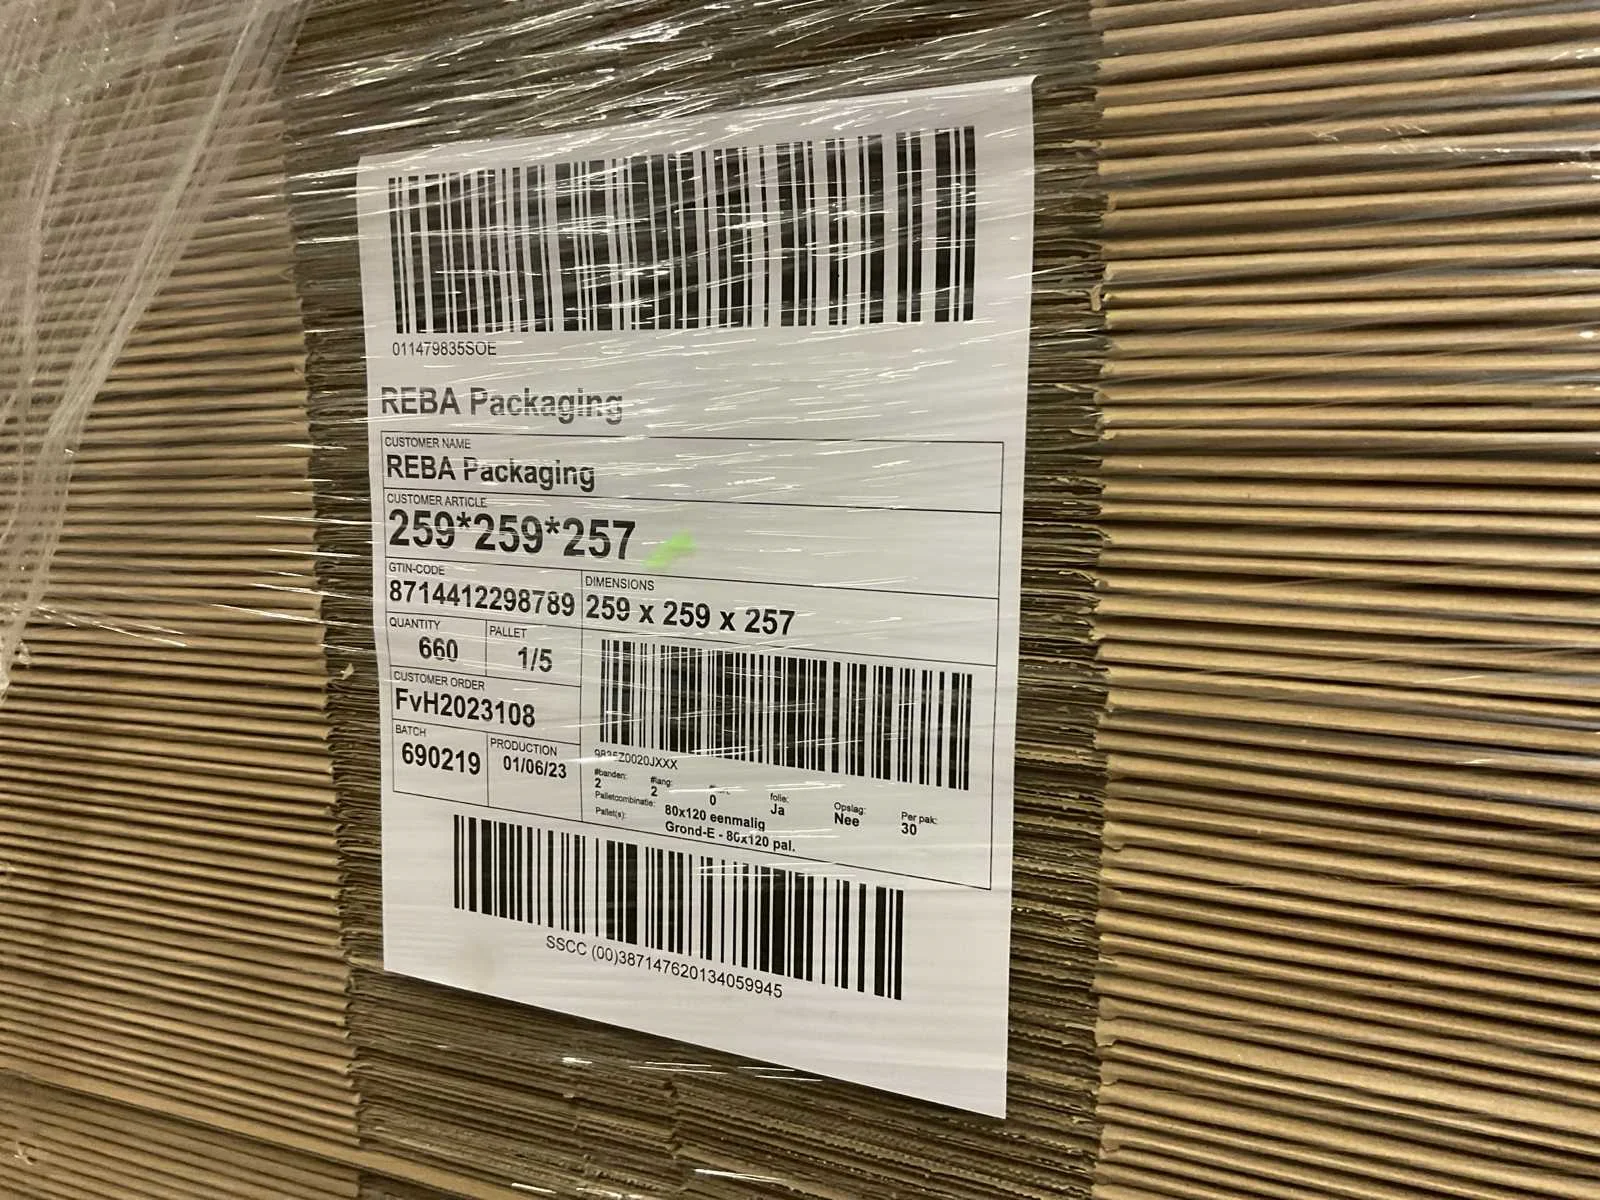 011479835SOE
REBA Packaging
CUSTOMER NAME
REBA Packaging
CUSTOMER ARTICLE
259*259*257
GTIN-CODE
8714412298789
DIMENSIONS
259 x 259 x 257
QUANTITY
660
PALLET
1/5
CUSTOMER ORDER
FvH2023108
BATCH
690219
PRODUCTION
01/06/23
#banden: #lang: folie: Opslag: Per pak:
2 2 0 Ja Nee 30
Palletcombinatie: 80x120 eenmalig
Pallet(s): Grond-E - 80x120 pal.
SSCC (00)387147620134059945